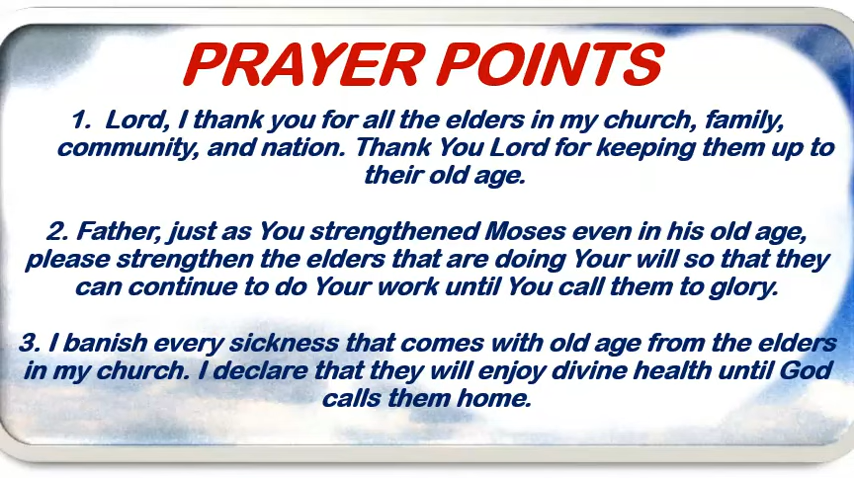 PRAYER POINTS
1. Lord, I thank you for all the elders in my church, family,
community, and nation. Thank You Lord for keeping them up to
their old age.
2. Father, just as You strengthened Moses even in his old age,
please strengthen the elders that are doing Your will so that they
can continue to do Your work until You call them to glory.
3. I banish every sickness that comes with old age from the elders
in my church. I declare that they will enjoy divine health until God
calls them home.